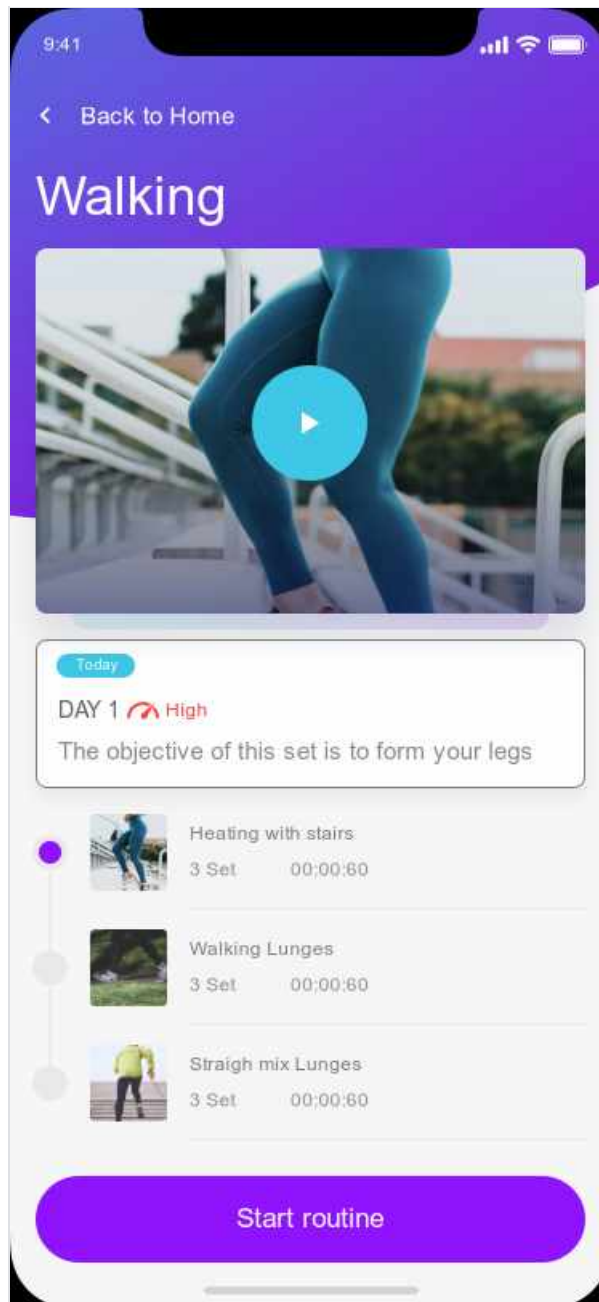 9:41
Back to Home
Walking
Today
DAY 1 High
The objective of this set is to form your legs
Heating with stairs
3 Set 00:00:60
Walking Lunges
3 Set 00:00:60
Straigh mix Lunges
3 Set 00:00:60
Start routine